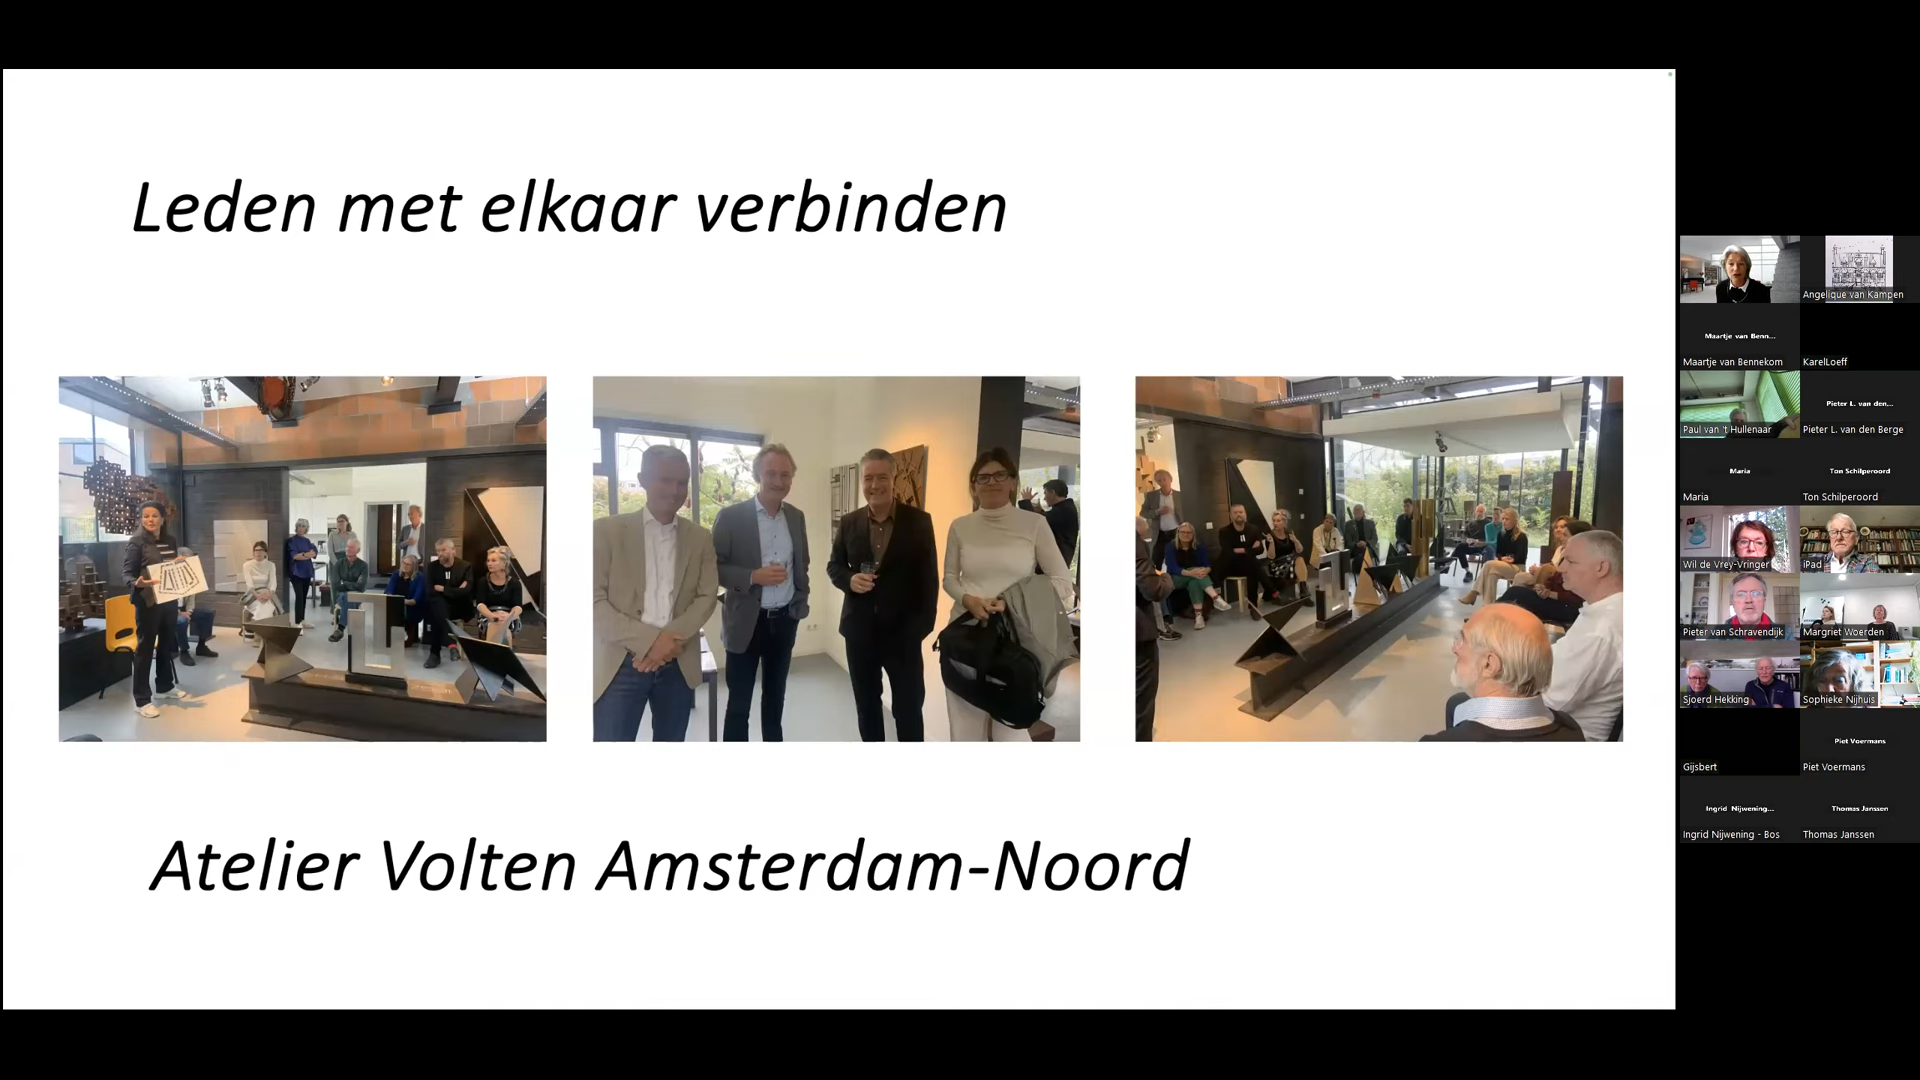 Leden met elkaar verbinden
Atelier Volten Amsterdam-Noord
Angelique van Kampen
Maartje van Benn...
Maartje van Bennekom
KarelLoeff
Paul van 't Hullenaar
Pieter L. van den...
Pieter L. van den Berge
Maria
Maria
Ton Schilperoord
Ton Schilperoord
Wil de Vrey-Vringer
iPad
Pieter van Schravendijk
Margriet Woerden
Sjoerd Hekking
Sophieke Nijhuis
Gijsbert
Piet Voermans
Piet Voermans
Ingrid Nijwening...
Ingrid Nijwening - Bos
Thomas Janssen
Thomas Janssen